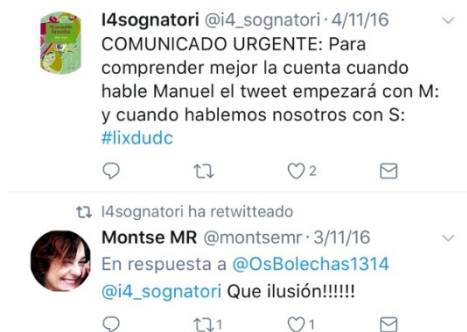 I4sognatori @i4_sognatori · 4/11/16
COMUNICADO URGENTE: Para
comprender mejor la cuenta cuando
hable Manuel el tweet empezará con M:
y cuando hablemos nosotros con S:
#lixdudc
2
I4sognatori ha retwitteado
Montse MR @montsemr · 3/11/16
En respuesta a @OsBolechas1314
@i4_sognatori Que ilusión!!!!!!
1 1